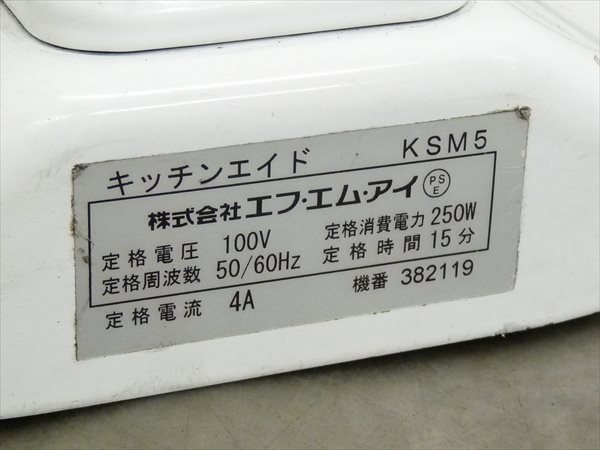 キッチンエイド KSM5
株式会社エフ・エム・アイ PS E
定格電圧 100V 定格消費電力 250W
定格周波数 50/60Hz 定格時間 15分
定格電流 4A 機番 382119